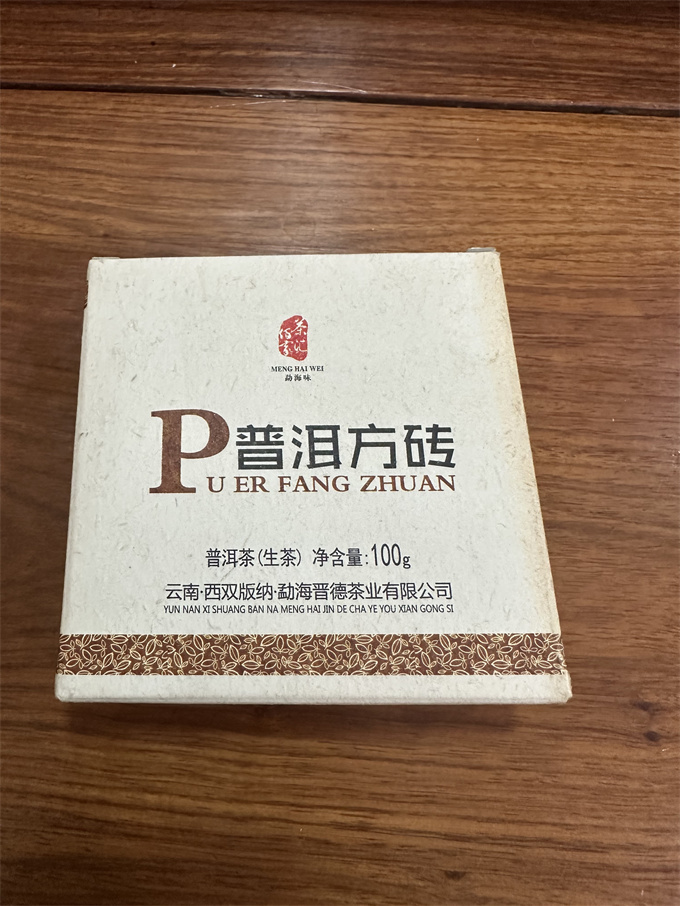 MENG HAI WEI
勐海味
普洱方砖
PU ER FANG ZHUAN
普洱茶(生茶) 净含量:100g
云南·西双版纳·勐海晋德茶业有限公司
YUN NAN XI SHUANG BAN NA MENG HAI JIN DE CHA YE YOU XIAN GONG SI